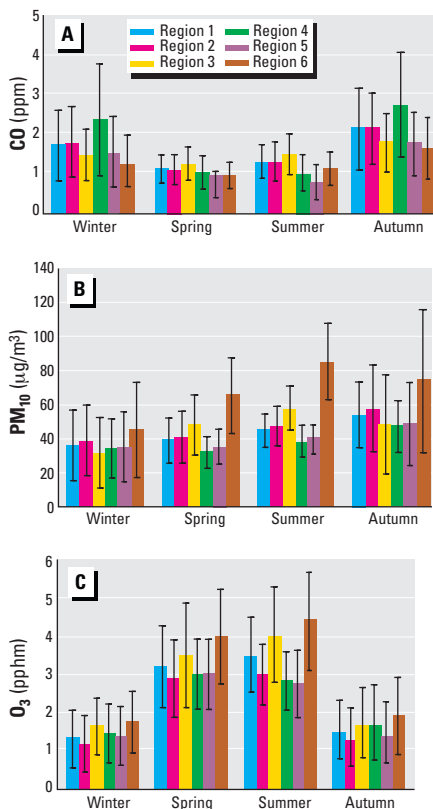 A
Region 1
Region 2
Region 3
Region 4
Region 5
Region 6
CO (ppm)
5
4
3
2
1
0
Winter
Spring
Summer
Autumn
B
PM10 (μg/m³)
140
120
100
80
60
40
20
0
Winter
Spring
Summer
Autumn
C
O3 (pphm)
6
5
4
3
2
1
0
Winter
Spring
Summer
Autumn